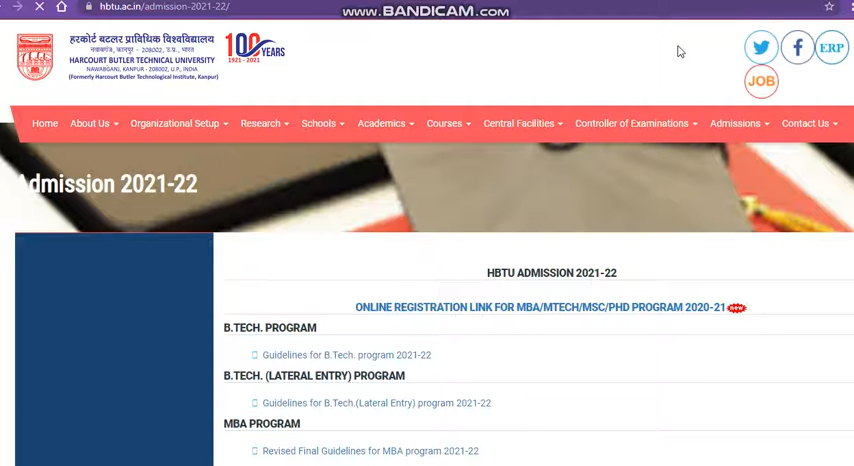 hbtu.ac.in/admission-2021-22/
www.BANDICAM.com
हरकोर्ट बटलर प्राविधिक विश्वविद्यालय
नवाबगंज, कानपुर - 208002, उ.प्र., भारत
HARCOURT BUTLER TECHNICAL UNIVERSITY
NAWABGANJ, KANPUR - 208002, U.P., INDIA
(Formerly Harcourt Butler Technological Institute, Kanpur)
100 YEARS
1921 - 2021
ERP
JOB
Home About Us Organizational Setup Research Schools Academics Courses Central Facilities Controller of Examinations Admissions Contact Us
Admission 2021-22
HBTU ADMISSION 2021-22
ONLINE REGISTRATION LINK FOR MBA/MTECH/MSC/PHD PROGRAM 2020-21 new
B.TECH. PROGRAM
Guidelines for B.Tech. program 2021-22
B.TECH. (LATERAL ENTRY) PROGRAM
Guidelines for B.Tech.(Lateral Entry) program 2021-22
MBA PROGRAM
Revised Final Guidelines for MBA program 2021-22